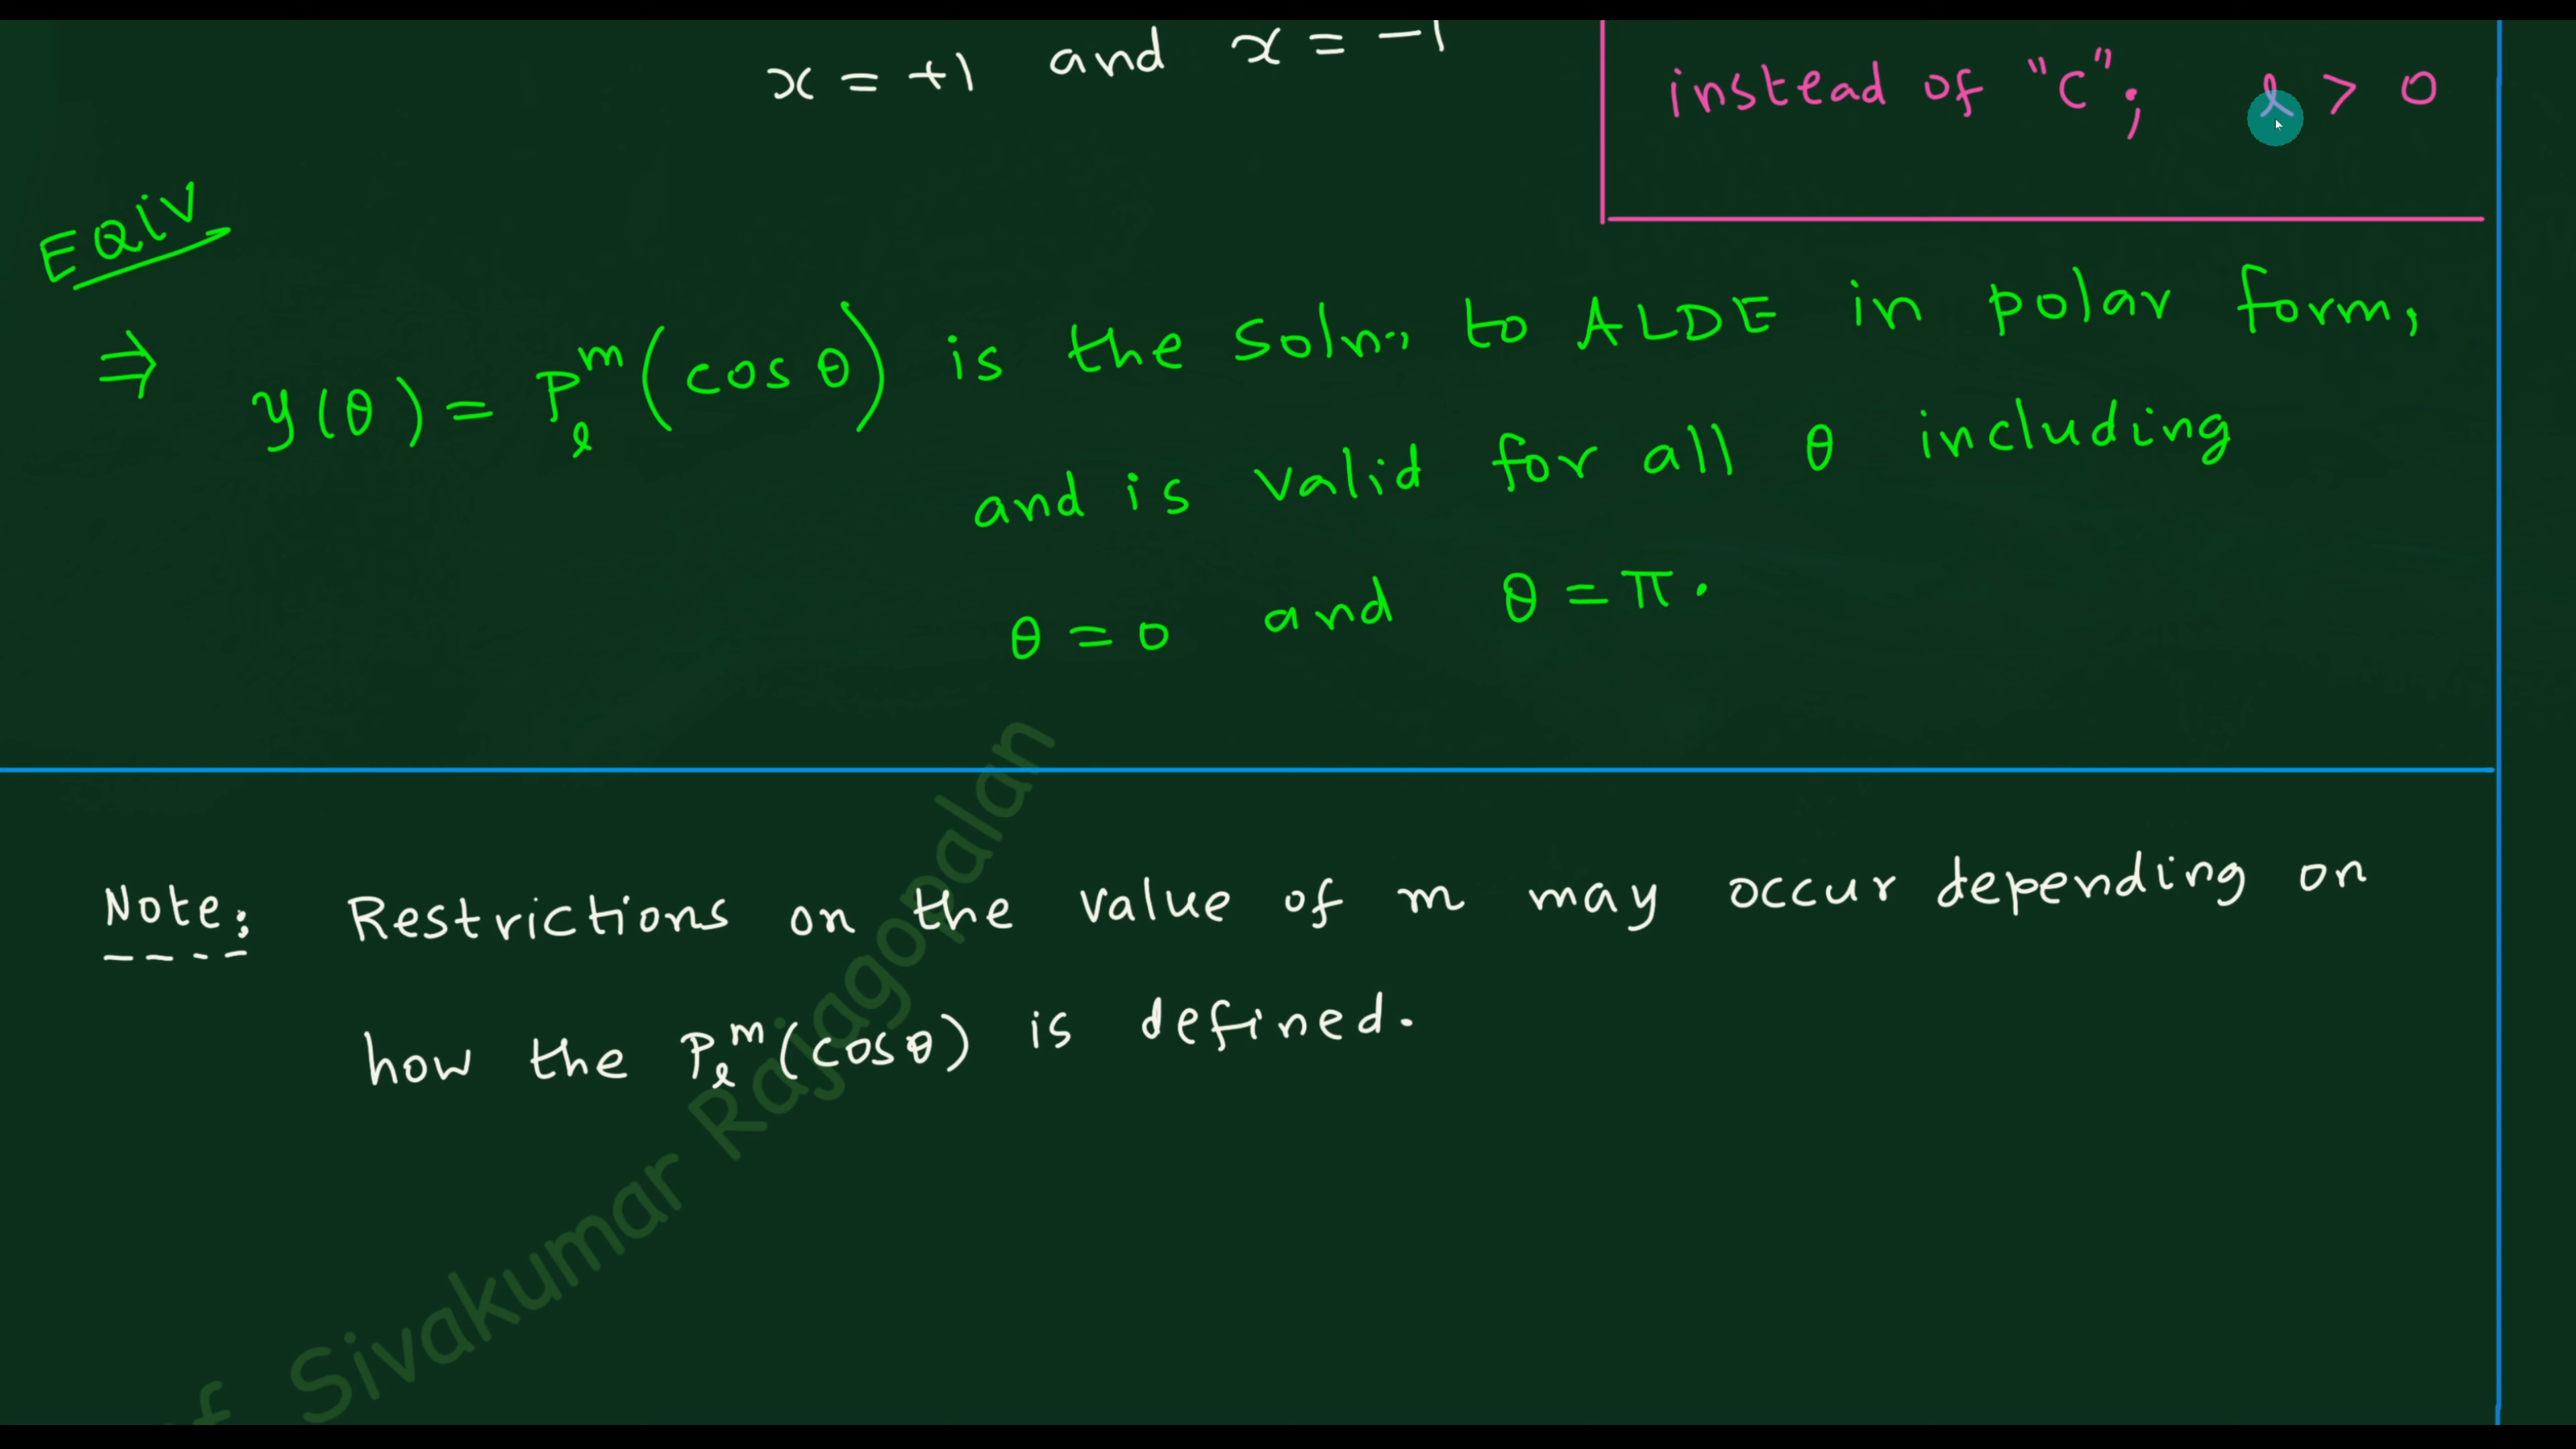 x = +1 and x = -1
instead of "c"; ℓ > 0
EQIV
⇒ y(θ) = P_ℓ^m (cos θ) is the soln., to ALDE in polar form,
and is valid for all θ including
θ = 0 and θ = π.
Note: Restrictions on the value of m may occur depending on
how the P_ℓ^m (cos θ) is defined.
Sivakumar Rajagopalan